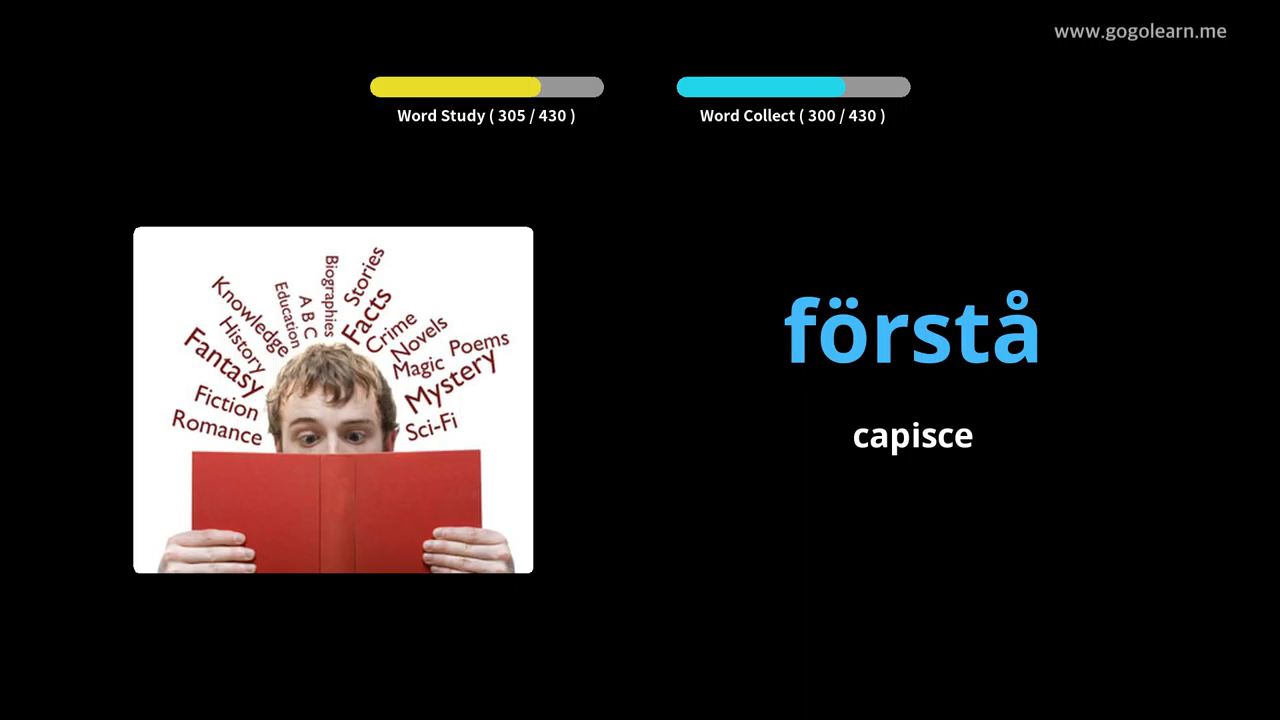 www.gogolearn.me
Word Study ( 305 / 430 )
Word Collect ( 300 / 430 )
Knowledge
History
Fantasy
Fiction
Romance
Education
A B C
Biographies
Stories
Facts
Crime
Novels
Magic
Poems
Mystery
Sci-Fi
förstå
capisce